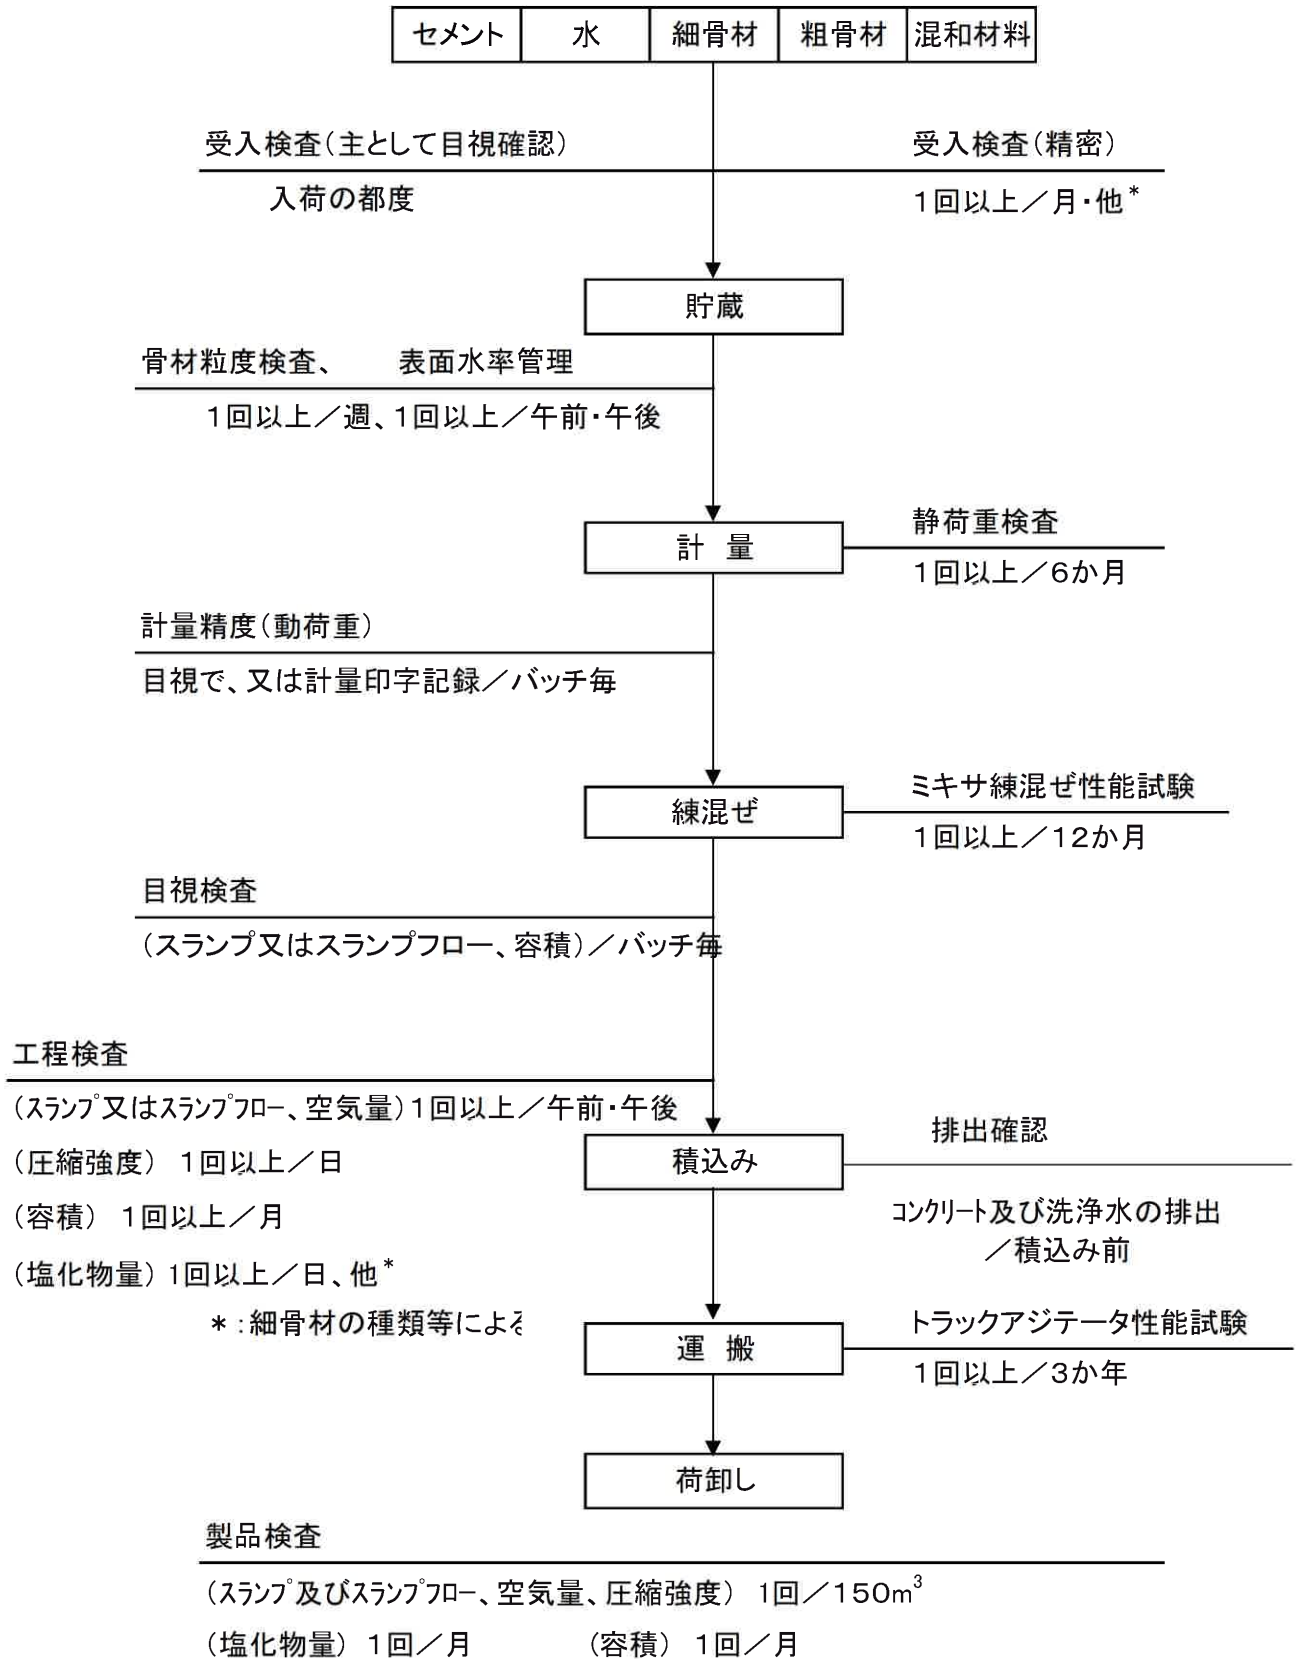 セメント 水 細骨材 粗骨材 混和材料
受入検査（主として目視確認） 受入検査（精密）
入荷の都度 1回以上／月・他*
貯蔵
骨材粒度検査、 表面水率管理
1回以上／週、1回以上／午前・午後
静荷重検査
計 量
1回以上／6か月
計量精度（動荷重）
目視で、又は計量印字記録／バッチ毎
ミキサ練混ぜ性能試験
練混ぜ
1回以上／12か月
目視検査
（スランプ又はスランプフロー、容積）／バッチ毎
工程検査
（スランプ又はスランプフロー、空気量）1回以上／午前・午後
排出確認
（圧縮強度） 1回以上／日
積込み
（容積） 1回以上／月
コンクリート及び洗浄水の排出
／積込み前
（塩化物量）1回以上／日、他*
＊：細骨材の種類等による
トラックアジテータ性能試験
運 搬
1回以上／3か年
荷卸し
製品検査
（スランプ及びスランプフロー、空気量、圧縮強度） 1回／150m³
（塩化物量） 1回／月 （容積） 1回／月